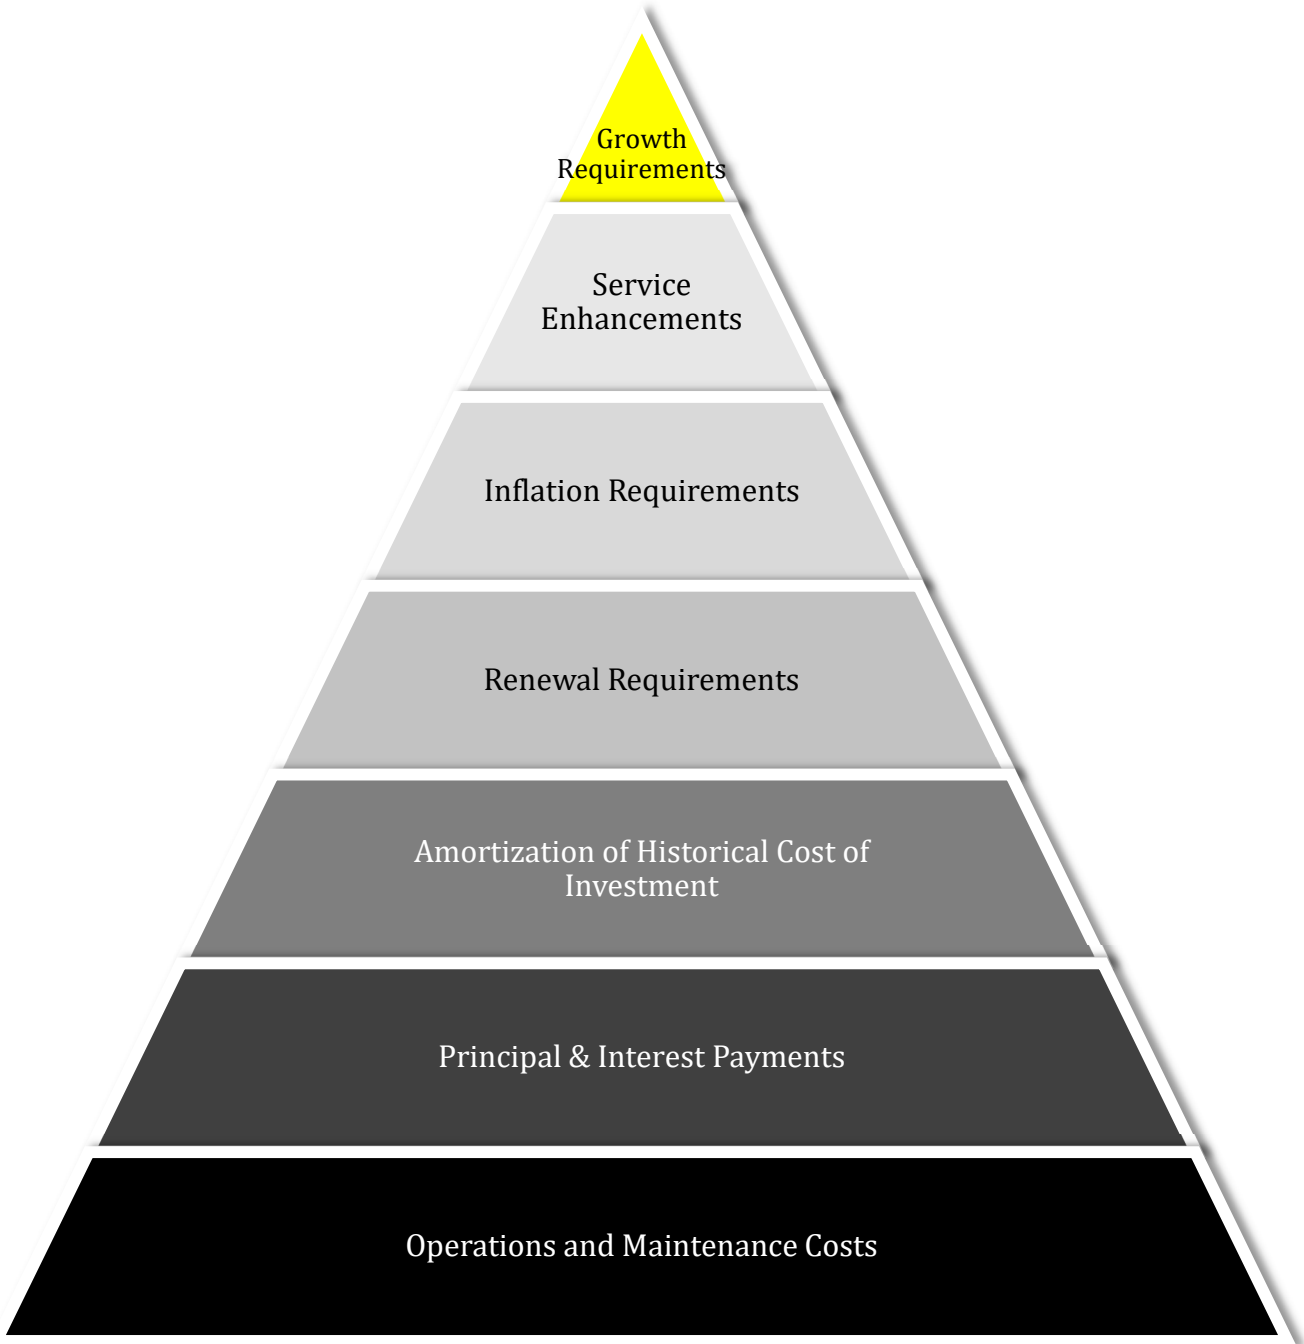 Growth
Requirements
Service
Enhancements
Inflation Requirements
Renewal Requirements
Amortization of Historical Cost of
Investment
Principal & Interest Payments
Operations and Maintenance Costs